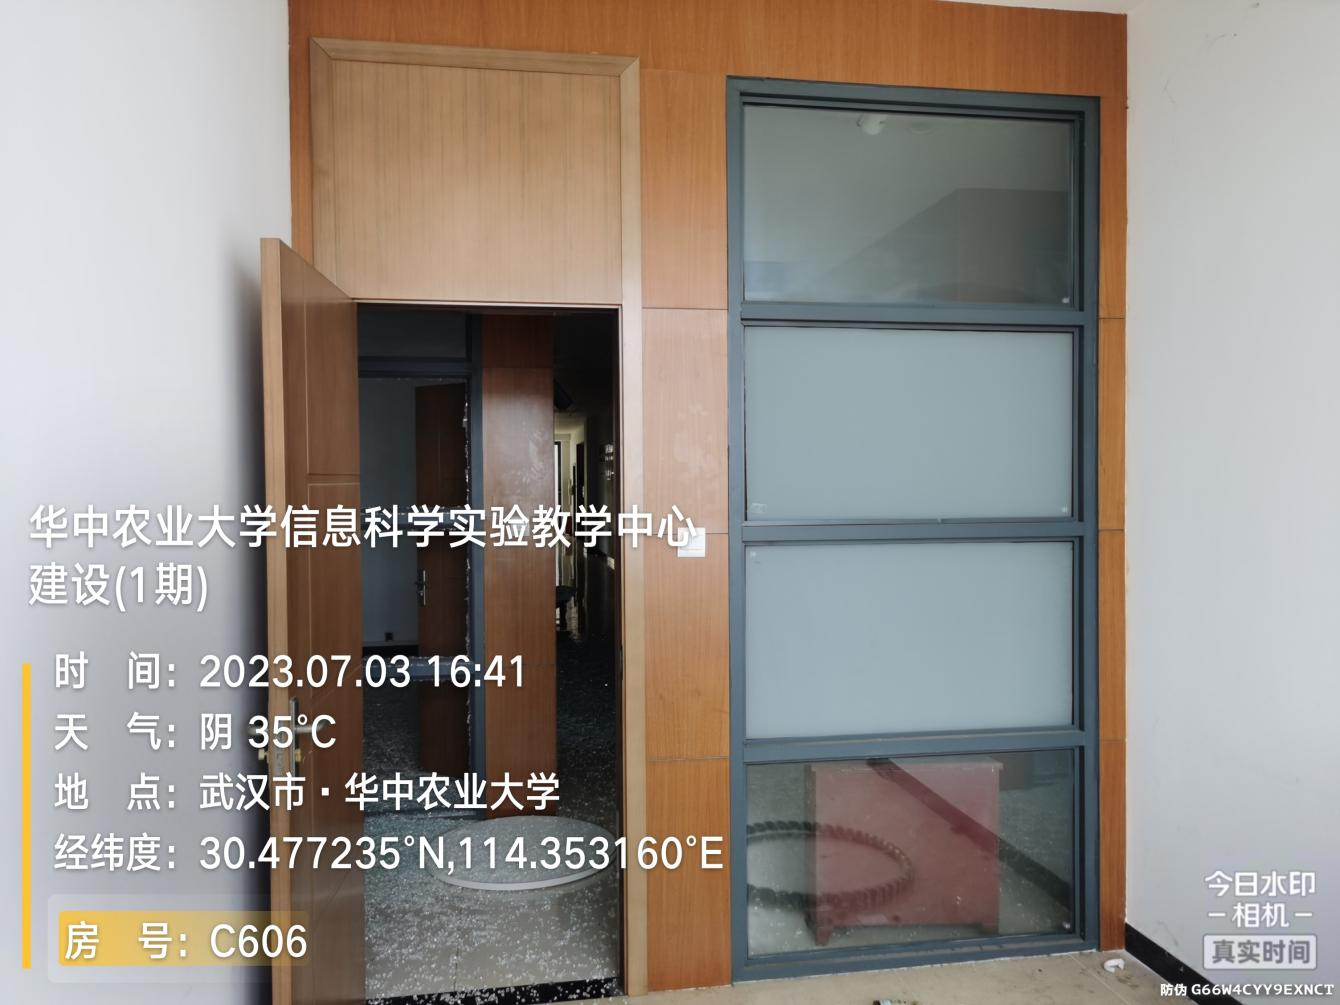 华中农业大学信息科学实验教学中心
建设(1期)
时 间：2023.07.03 16:41
天 气：阴 35°C
地 点：武汉市·华中农业大学
经纬度：30.477235°N,114.353160°E
房 号：C606
今日水印
-相机-
真实时间
防伪 G66W4CYY9EXNCT